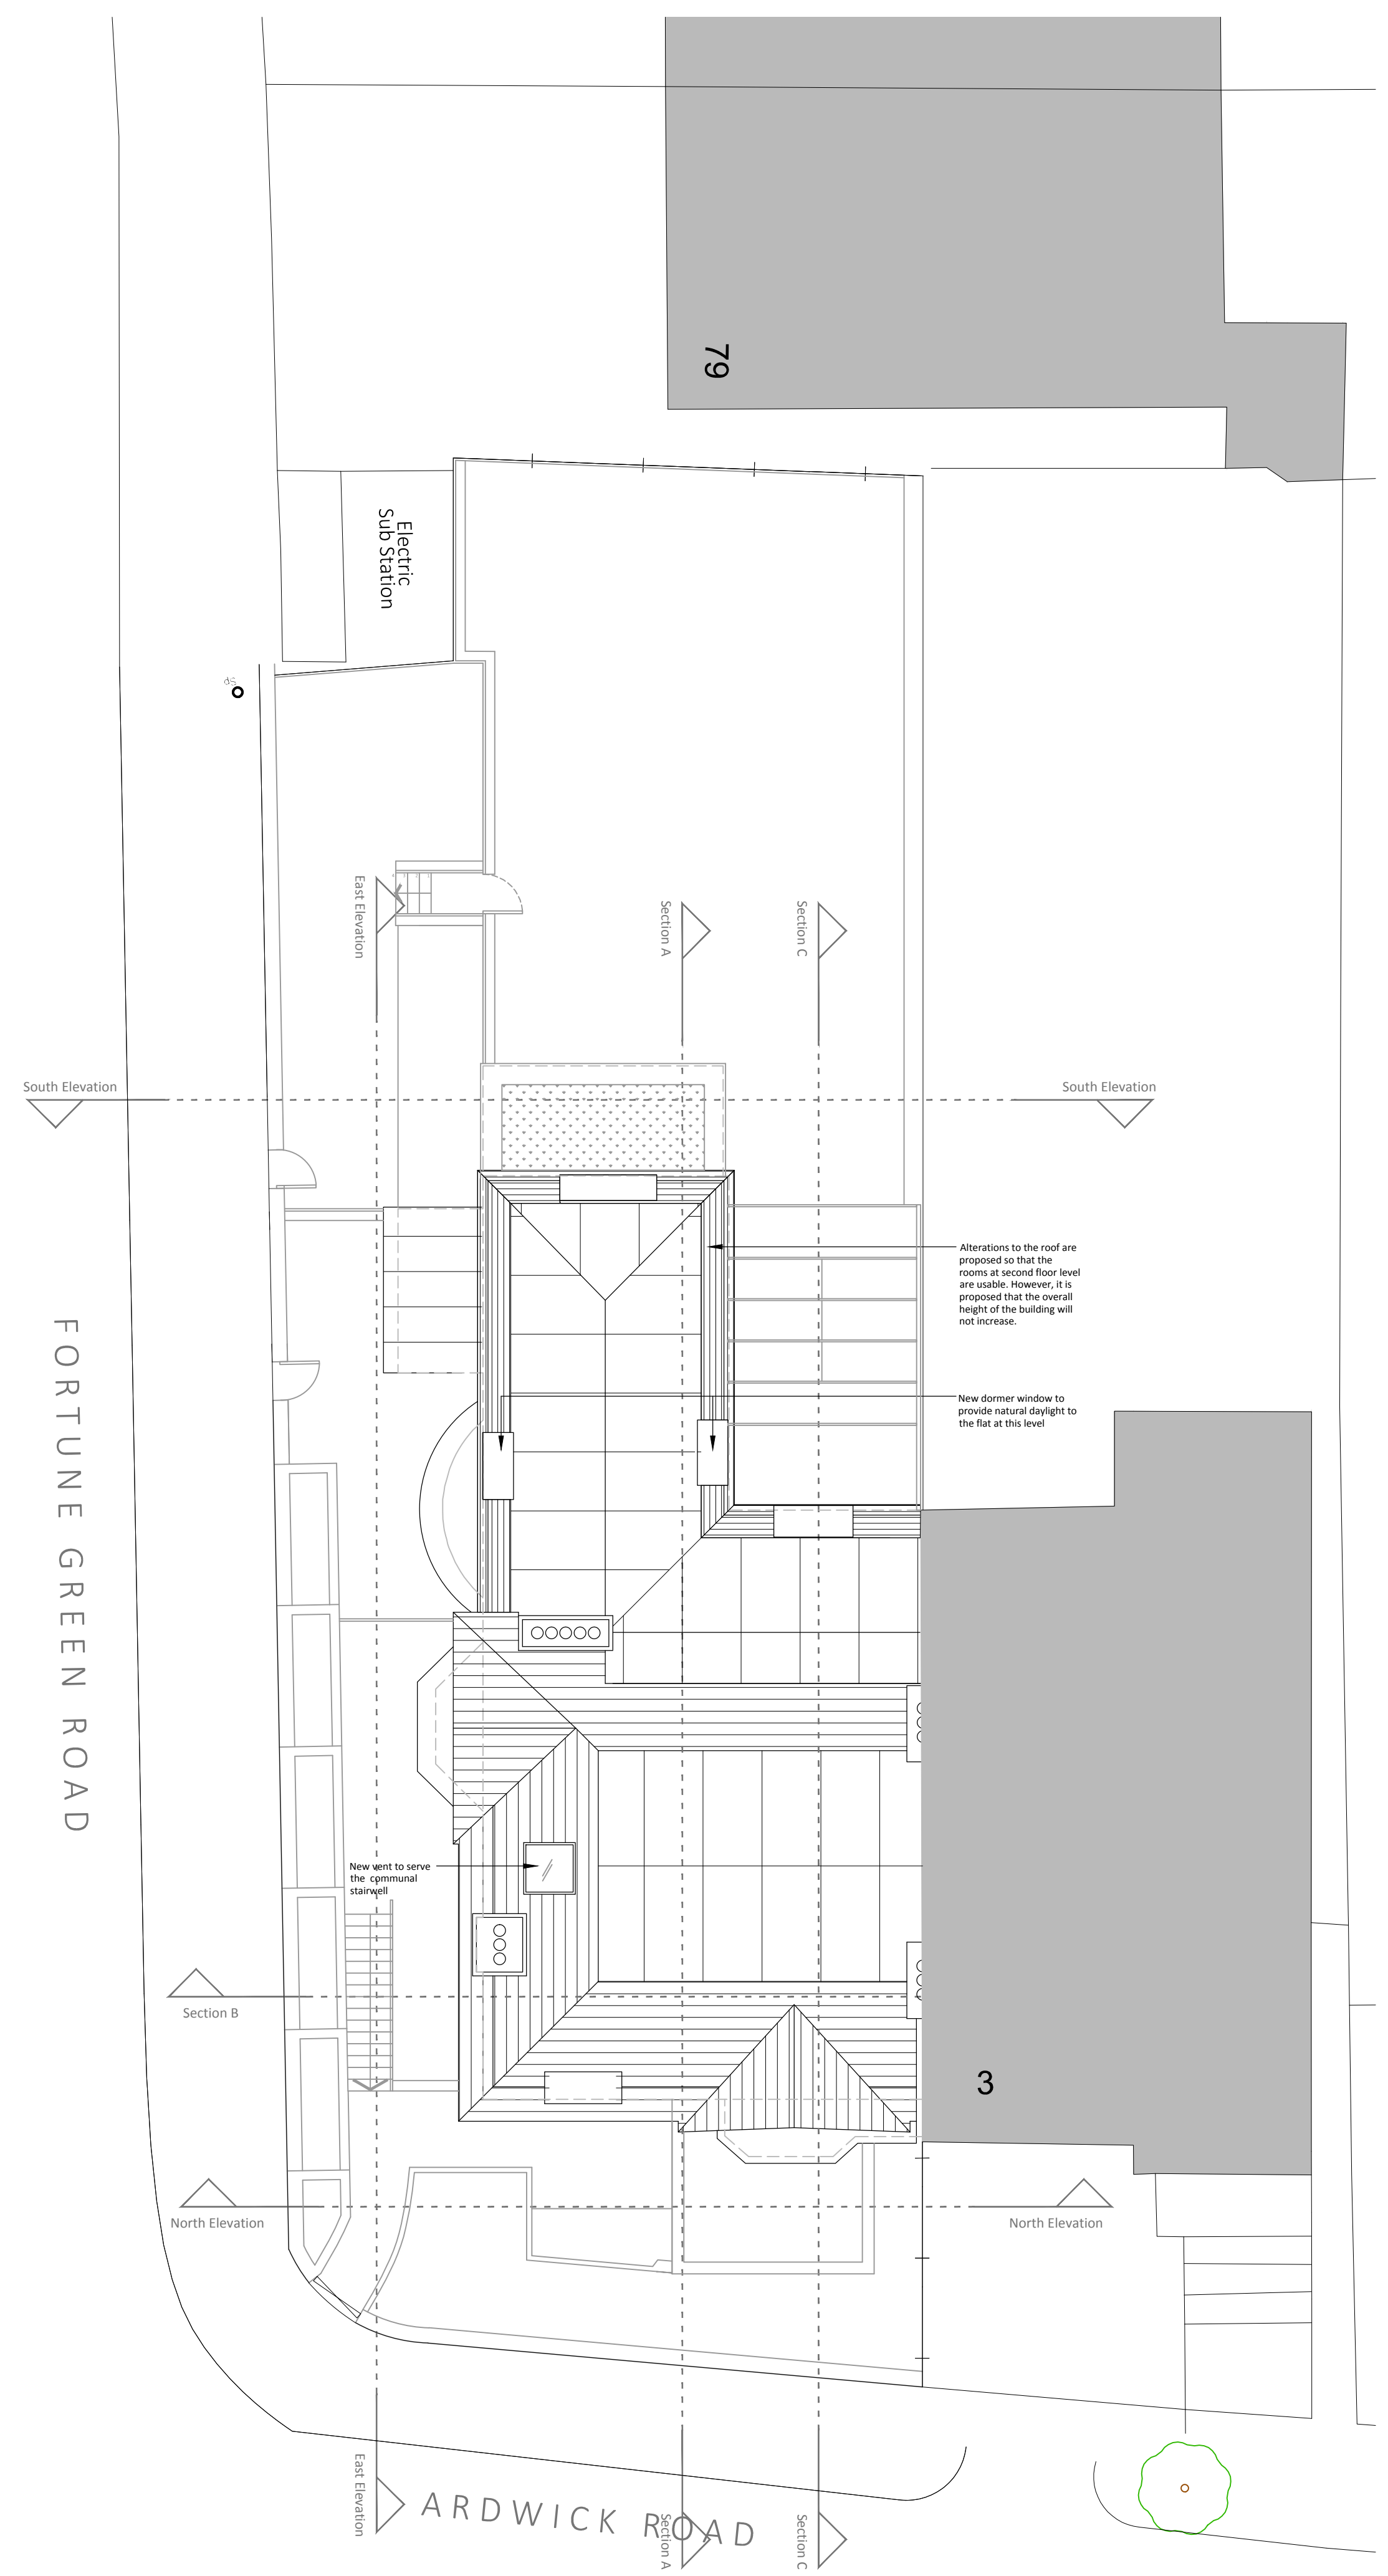 79
Electric
Sub Station
SP
East Elevation
Section A
Section C
South Elevation
South Elevation
Alterations to the roof are
proposed so that the
rooms at second floor level
are usable. However, it is
proposed that the overall
height of the building will
not increase.
FORTUNE GREEN ROAD
New dormer window to
provide natural daylight to
the flat at this level
New vent to serve
the communal
stairwell
Section B
3
North Elevation
North Elevation
East Elevation
ARDWICK ROAD
Section A
Section C